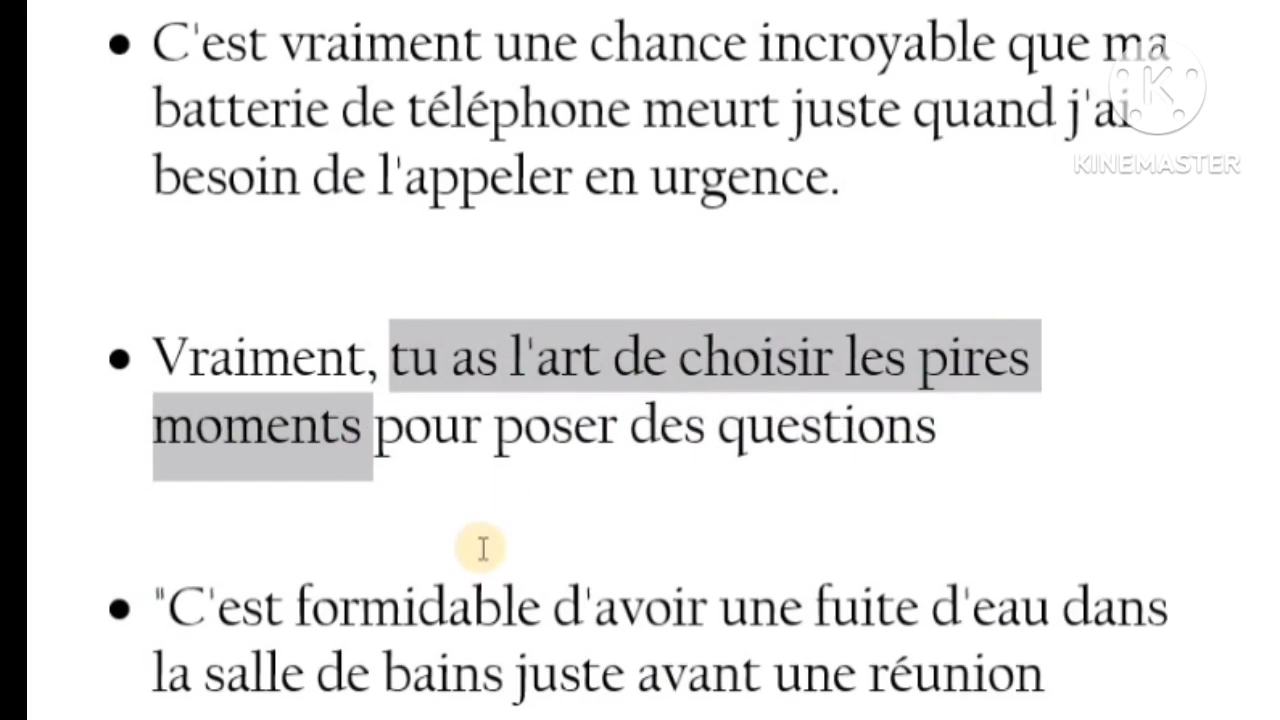 • C'est vraiment une chance incroyable que ma
batterie de téléphone meurt juste quand j'ai
besoin de l'appeler en urgence.
KINEMASTER
• Vraiment, tu as l'art de choisir les pires
moments pour poser des questions
• "C'est formidable d'avoir une fuite d'eau dans
la salle de bains juste avant une réunion